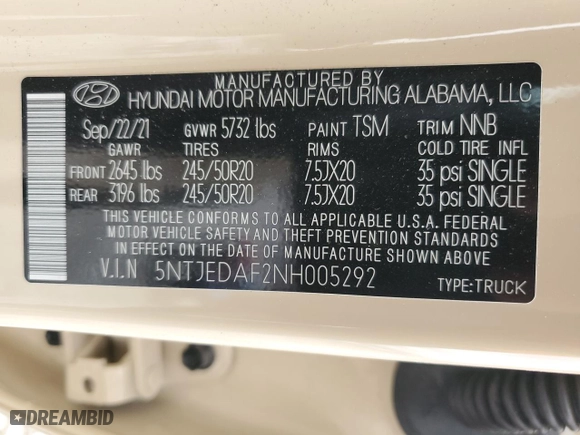 MANUFACTURED BY
HYUNDAI MOTOR MANUFACTURING ALABAMA, LLC
Sep/22/21 GVWR 5732 lbs PAINT TSM TRIM NNB
GAWR TIRES RIMS COLD TIRE INFL
FRONT 2645 lbs 245/50R20 7.5JX20 35 psi SINGLE
REAR 3196 lbs 245/50R20 7.5JX20 35 psi SINGLE
THIS VEHICLE CONFORMS TO ALL APPLICABLE U.S.A. FEDERAL
MOTOR VEHICLE SAFETY AND THEFT PREVENTION STANDARDS
IN EFFECT ON THE DATE OF MANUFACTURE SHOWN ABOVE
V.I.N 5NTJEDAF2NH005292 TYPE:TRUCK
DREAMBID